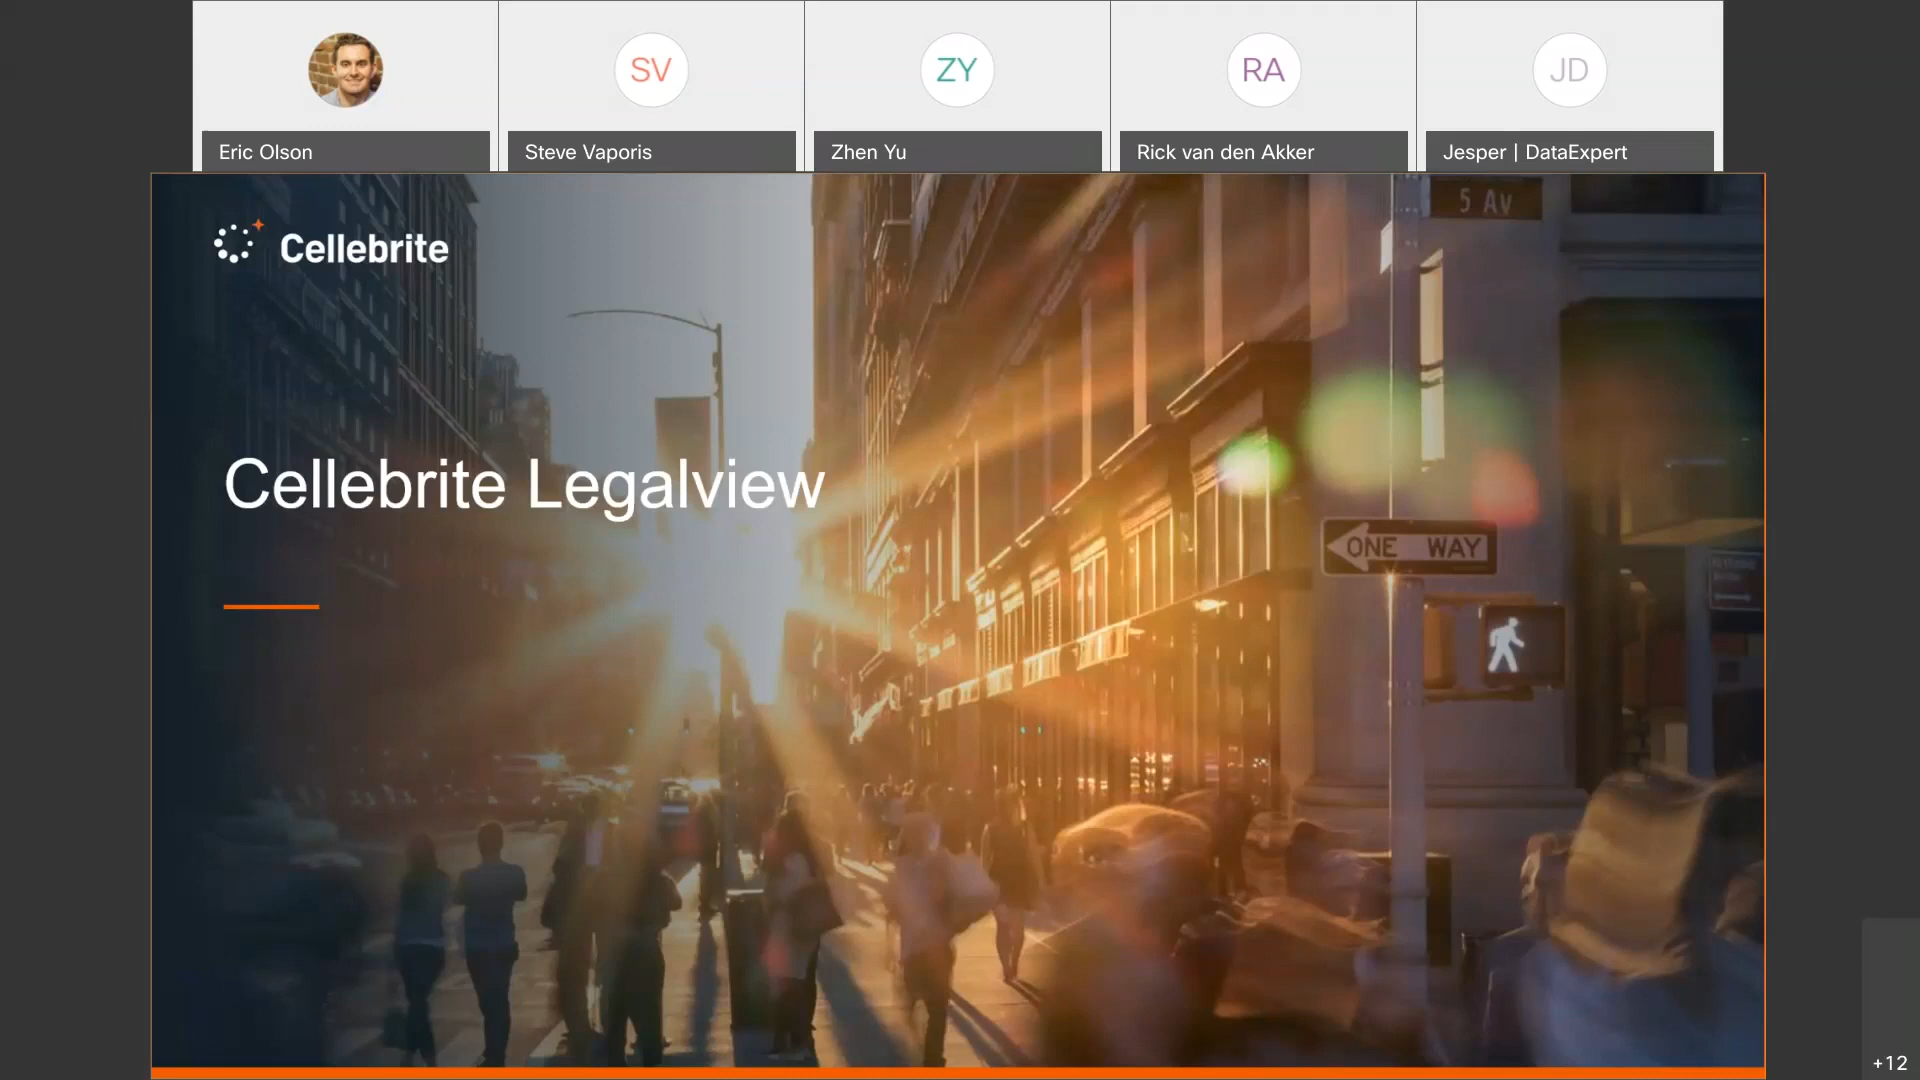 SV
ZY
RA
JD
Eric Olson
Steve Vaporis
Zhen Yu
Rick van den Akker
Jesper | DataExpert
5 Av
Cellebrite
Cellebrite Legalview
ONE WAY
+12